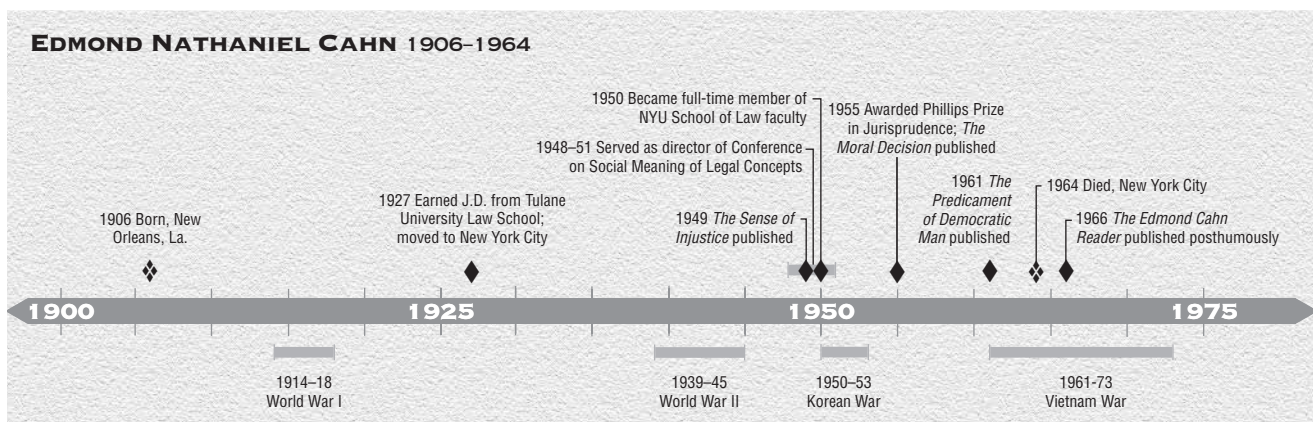 EDMOND NATHANIEL CAHN 1906–1964
1950 Became full-time member of
NYU School of Law faculty
1948–51 Served as director of Conference
on Social Meaning of Legal Concepts
1955 Awarded Phillips Prize
in Jurisprudence; The
Moral Decision published
1906 Born, New
Orleans, La.
1927 Earned J.D. from Tulane
University Law School;
moved to New York City
1949 The Sense of
Injustice published
1961 The
Predicament
of Democratic
Man published
1964 Died, New York City
1966 The Edmond Cahn
Reader published posthumously
1900
1925
1950
1975
1914–18
World War I
1939–45
World War II
1950–53
Korean War
1961-73
Vietnam War